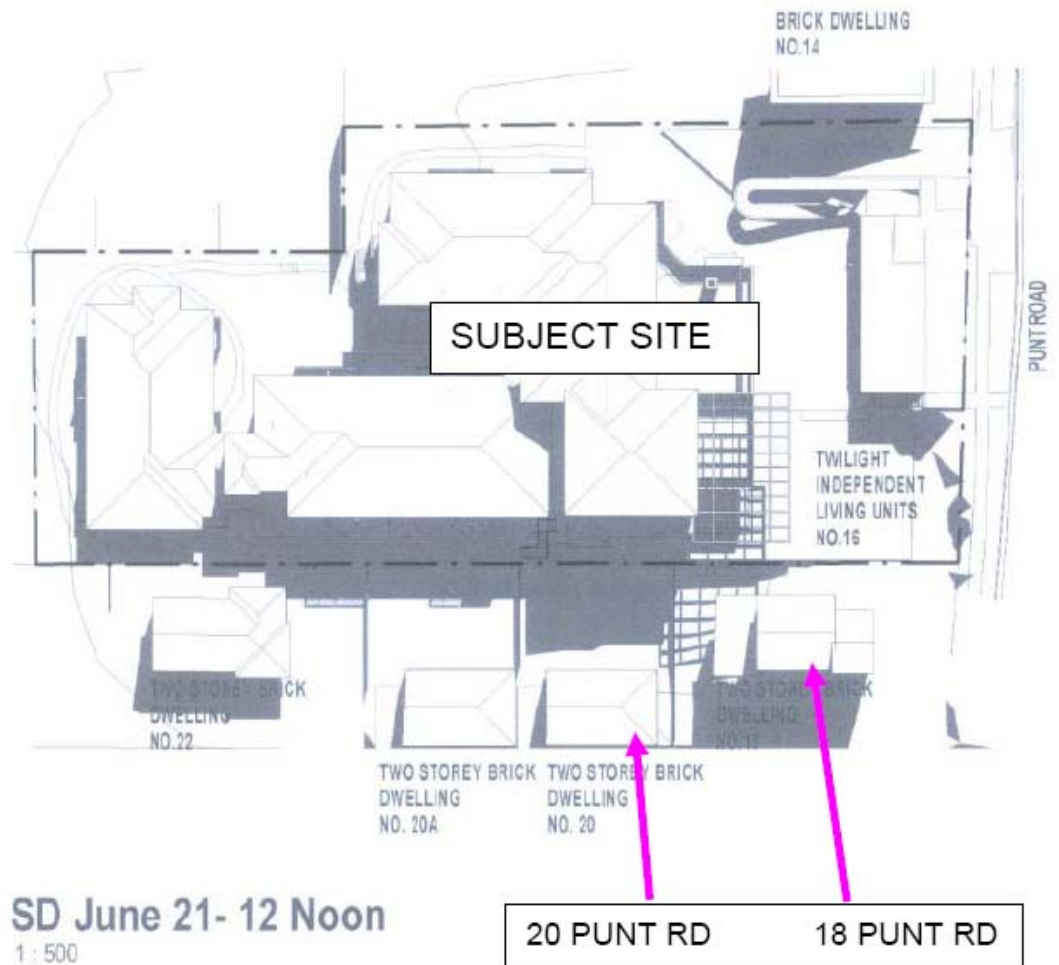 BRICK DWELLING
NO.14
SUBJECT SITE
PUNT ROAD
TWILIGHT
INDEPENDENT
LIVING UNITS
NO.16
TWO STOREY BRICK
DWELLING
NO.22
TWO STOREY BRICK
DWELLING
TWO STOREY BRICK
DWELLING
NO. 20A
TWO STOREY BRICK
DWELLING
NO. 20
SD June 21- 12 Noon
1 : 500
20 PUNT RD
18 PUNT RD